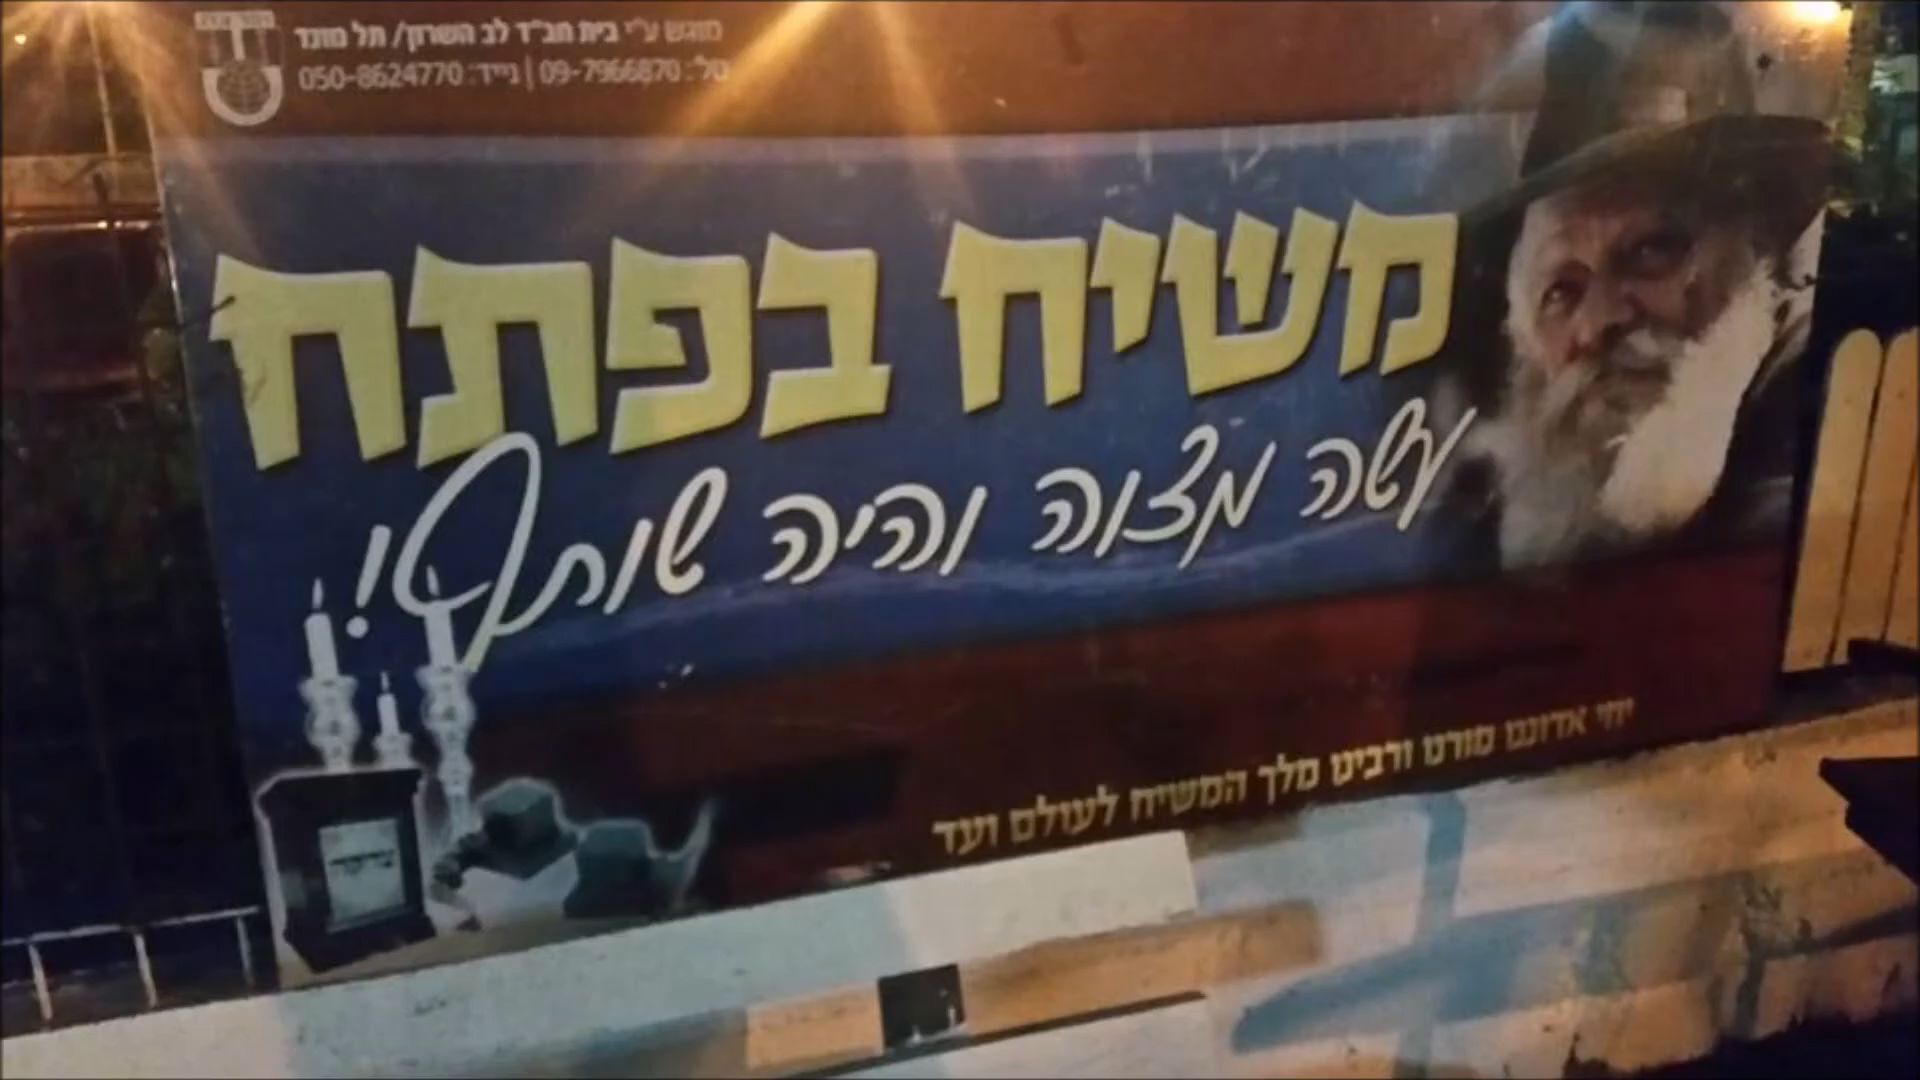 מוגש ע"י בית חב"ד לב השרון/ תל מונד
טל': 09-7966870 | נייד: 050-8624770
משיח בפתח
עשה מצוה והיה שותף!
יחי אדוננו מורנו ורבינו מלך המשיח לעולם ועד